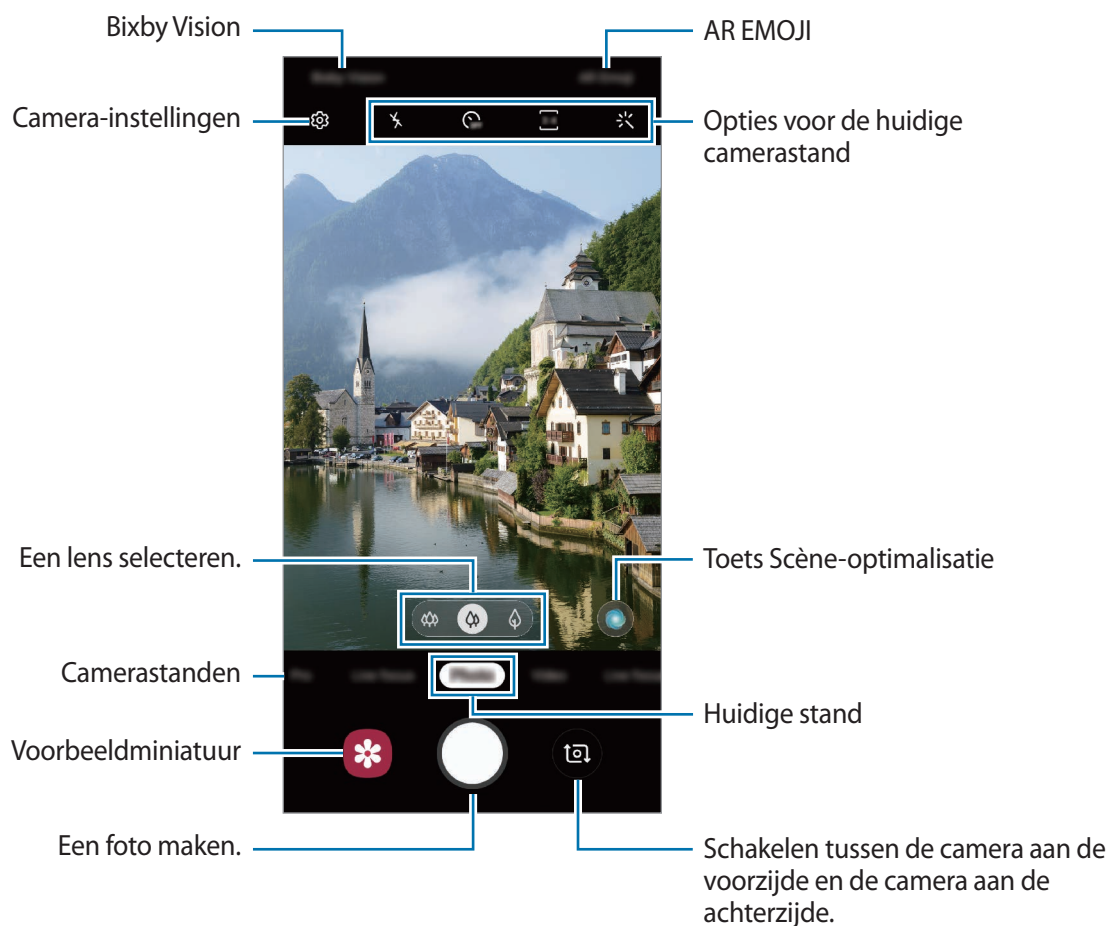 Bixby Vision
AR EMOJI
Camera-instellingen
Opties voor de huidige
camerastand
Een lens selecteren.
Toets Scène-optimalisatie
Camerastanden
Huidige stand
Voorbeeldminiatuur
Een foto maken.
Schakelen tussen de camera aan de
voorzijde en de camera aan de
achterzijde.